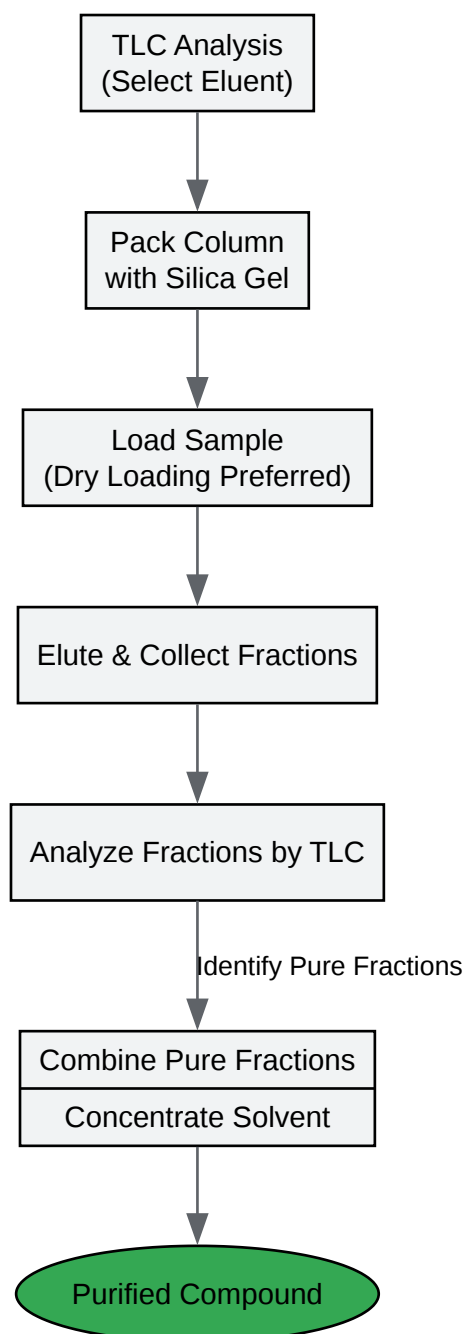 TLC Analysis
(Select Eluent)
Pack Column
with Silica Gel
Load Sample
(Dry Loading Preferred)
Elute & Collect Fractions
Analyze Fractions by TLC
Identify Pure Fractions
Combine Pure Fractions
Concentrate Solvent
Purified Compound